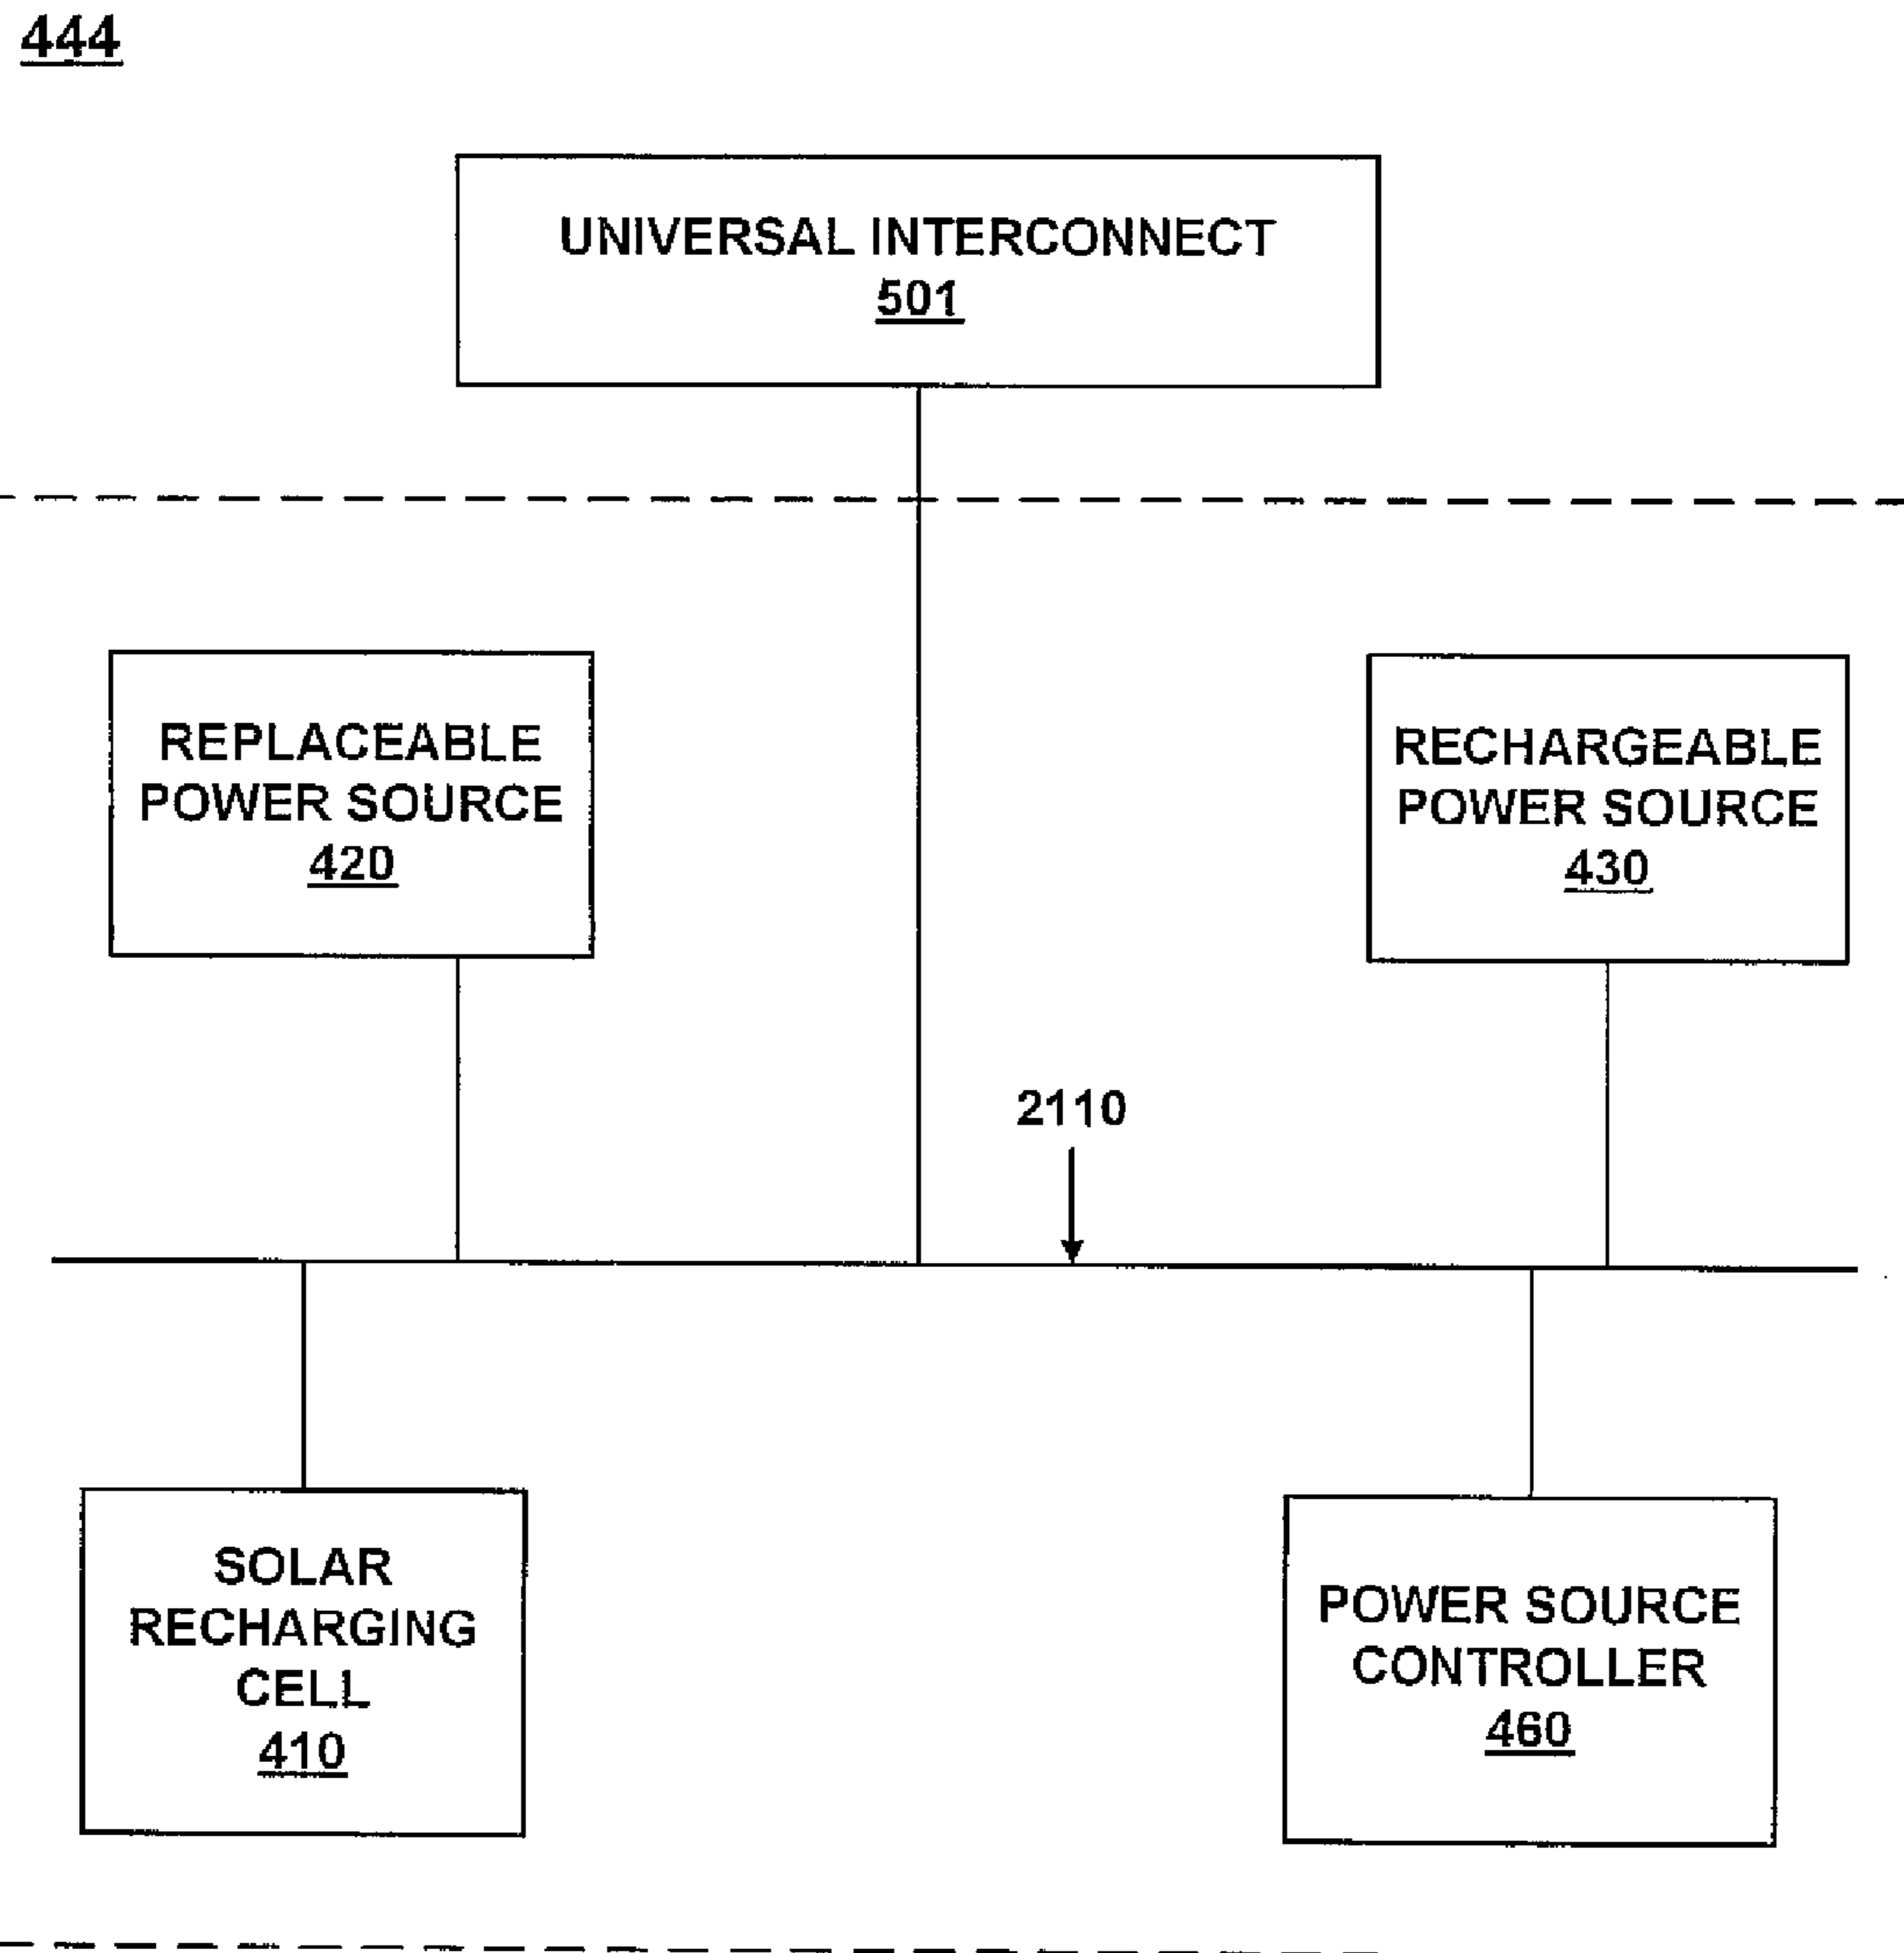 444
UNIVERSAL INTERCONNECT
501
REPLACEABLE
POWER SOURCE
420
RECHARGEABLE
POWER SOURCE
430
2110
SOLAR
RECHARGING
CELL
410
POWER SOURCE
CONTROLLER
460